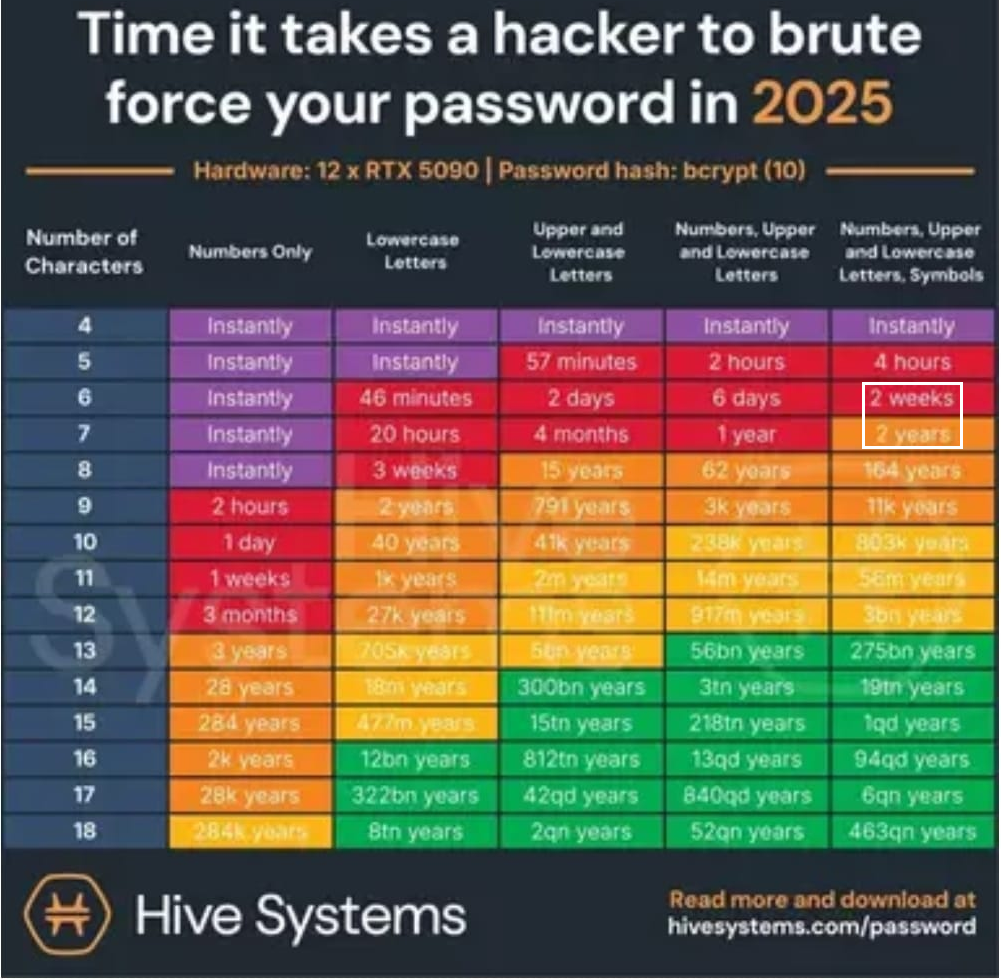 Time it takes a hacker to brute
force your password in 2025
Hardware: 12 x RTX 5090 | Password hash: bcrypt (10)
Number of Characters Numbers Only Lowercase Letters Upper and Lowercase Letters Numbers, Upper and Lowercase Letters Numbers, Upper and Lowercase Letters, Symbols
4 Instantly Instantly Instantly Instantly Instantly
5 Instantly Instantly 57 minutes 2 hours 4 hours
6 Instantly 46 minutes 2 days 6 days 2 weeks
7 Instantly 20 hours 4 months 1 year 2 years
8 Instantly 3 weeks 15 years 62 years 164 years
9 2 hours 2 years 791 years 3k years 11k years
10 1 day 40 years 41k years 238k years 803k years
11 1 weeks 1k years 2m years 14m years 56m years
12 3 months 27k years 111m years 917m years 3bn years
13 3 years 705k years 5bn years 56bn years 275bn years
14 28 years 18m years 300bn years 3tn years 19tn years
15 284 years 477m years 15tn years 218tn years 1qd years
16 2k years 12bn years 812tn years 13qd years 94qd years
17 28k years 322bn years 42qd years 840qd years 6qn years
18 284k years 8tn years 2qn years 52qn years 463qn years
Hive Systems
Hive Systems
Read more and download at
hivesystems.com/password